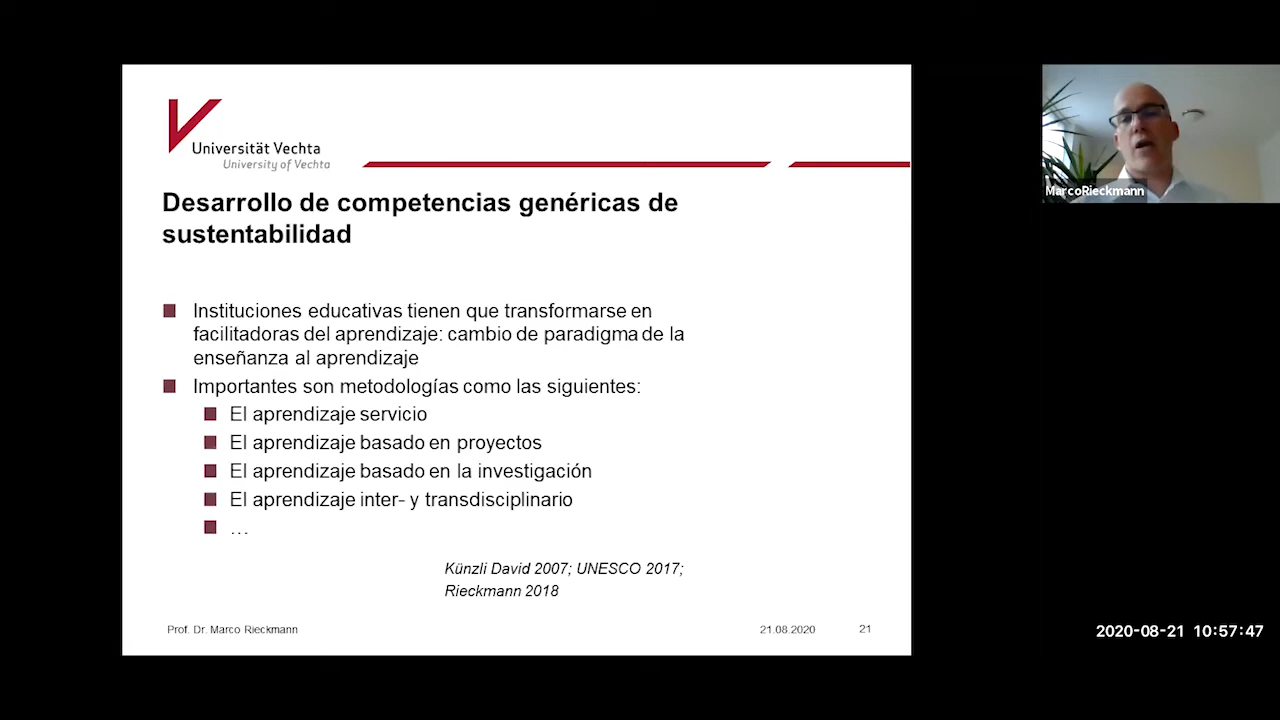 Universität Vechta
University of Vechta
Desarrollo de competencias genéricas de
sustentabilidad
Instituciones educativas tienen que transformarse en
facilitadoras del aprendizaje: cambio de paradigma de la
enseñanza al aprendizaje
Importantes son metodologías como las siguientes:
El aprendizaje servicio
El aprendizaje basado en proyectos
El aprendizaje basado en la investigación
El aprendizaje inter- y transdisciplinario
…
Künzli David 2007; UNESCO 2017;
Rieckmann 2018
Prof. Dr. Marco Rieckmann
21.08.2020
21
MarcoRieckmann
2020-08-21 10:57:47